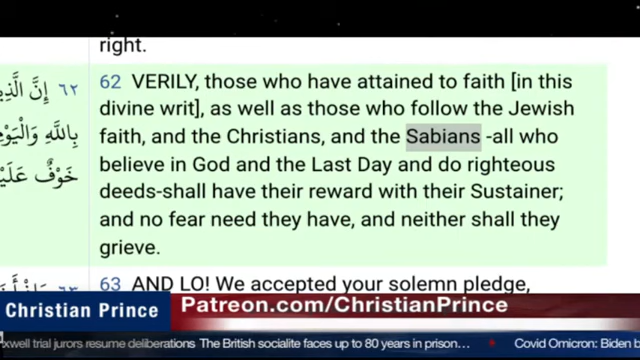 right.
62 VERILY, those who have attained to faith [in this
divine writ], as well as those who follow the Jewish
faith, and the Christians, and the Sabians -all who
believe in God and the Last Day and do righteous
deeds-shall have their reward with their Sustainer;
and no fear need they have, and neither shall they
grieve.
٦٢ إِنَّ
بِاللَّهِ
خَوْفٌ
63 AND LO! We accepted your solemn pledge,
٦٣
Christian Prince
Patreon.com/ChristianPrince
trial jurors resume deliberations The British socialite faces up to 80 years in prison... Covid Omicron: Biden